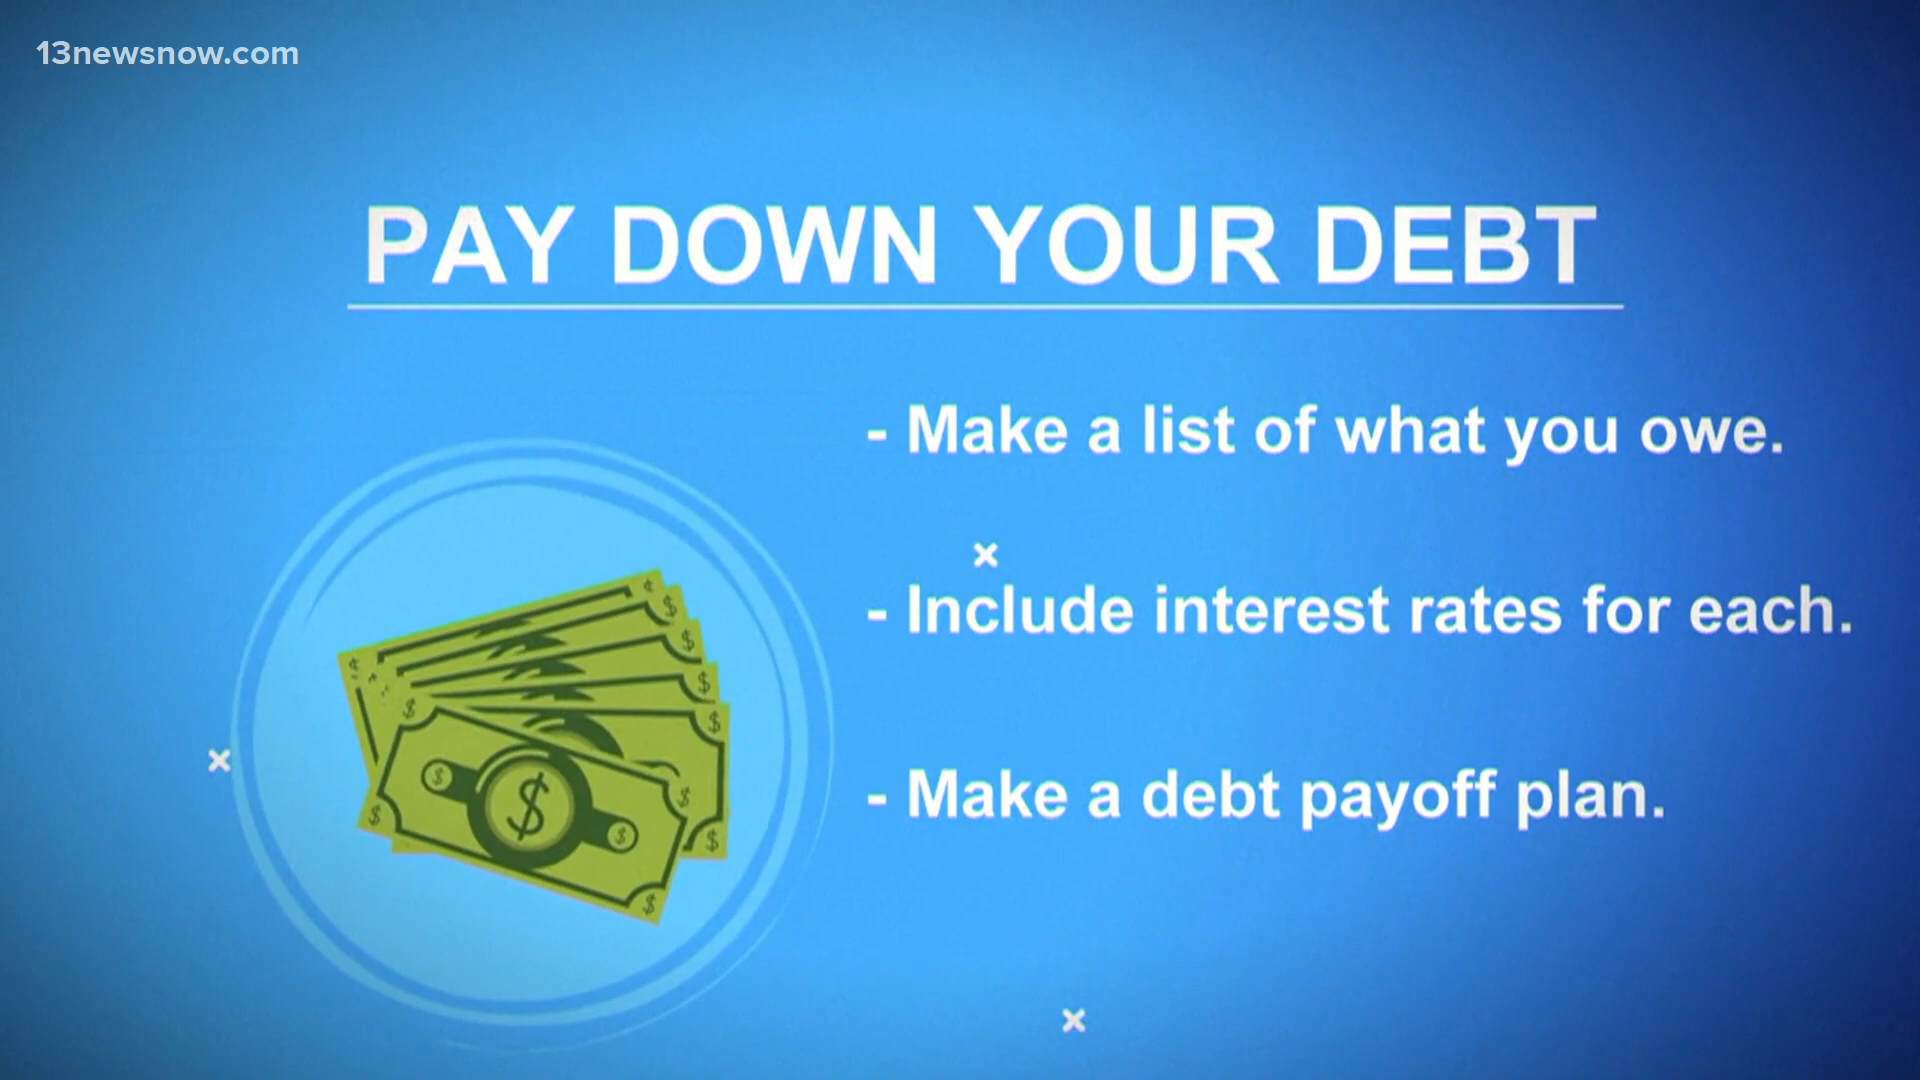 13newsnow.com
PAY DOWN YOUR DEBT
- Make a list of what you owe.
- Include interest rates for each.
- Make a debt payoff plan.